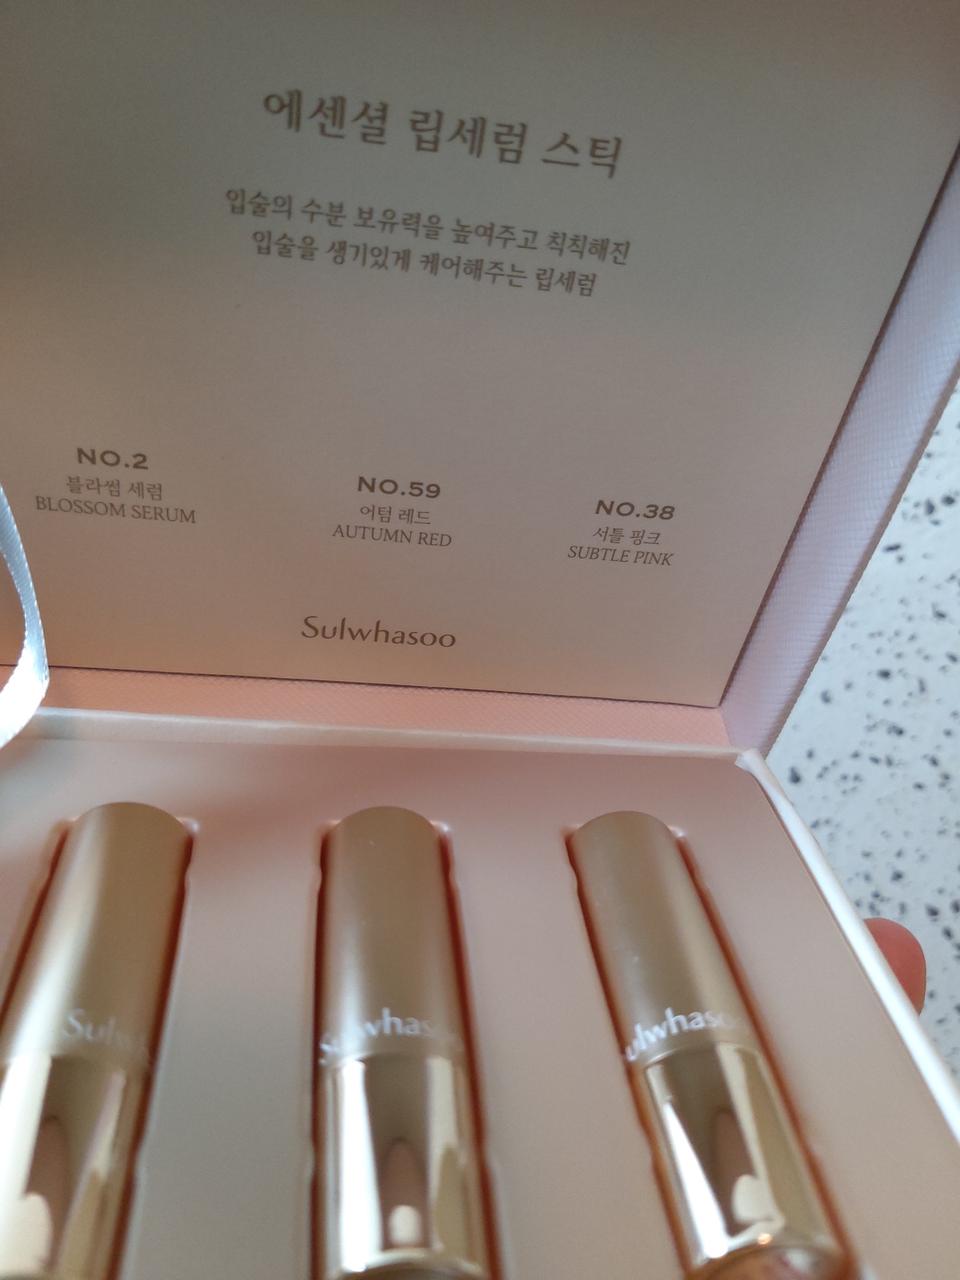 에센셜 립세럼 스틱
입술의 수분 보유력을 높여주고 칙칙해진
입술을 생기있게 케어해주는 립세럼
NO.2
블라썸 세럼
BLOSSOM SERUM
NO.59
어텀 레드
AUTUMN RED
NO.38
서틀 핑크
SUBTLE PINK
Sulwhasoo
Sulwhasoo
Sulwhasoo
Sulwhasoo